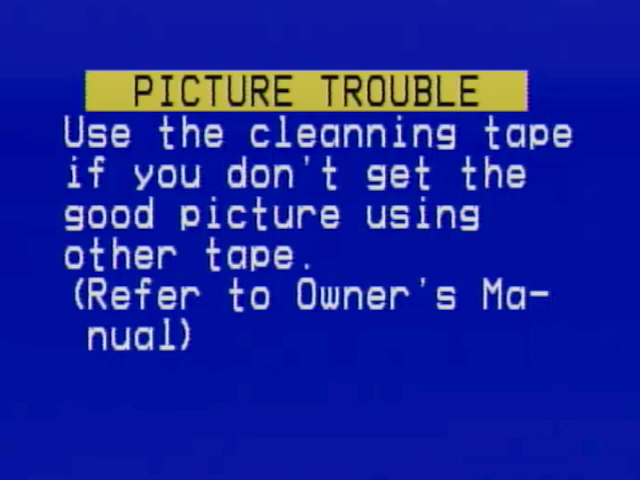 PICTURE TROUBLE
Use the cleanning tape
if you don't get the
good picture using
other tape.
(Refer to Owner's Ma-
nual)